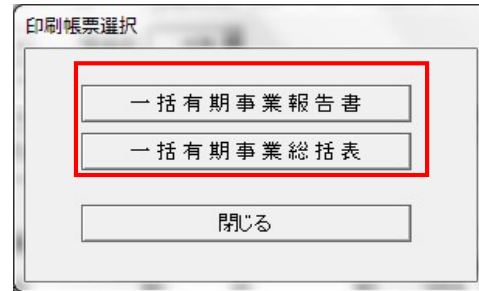 印刷帳票選択
一括有期事業報告書
一括有期事業総括表
閉じる